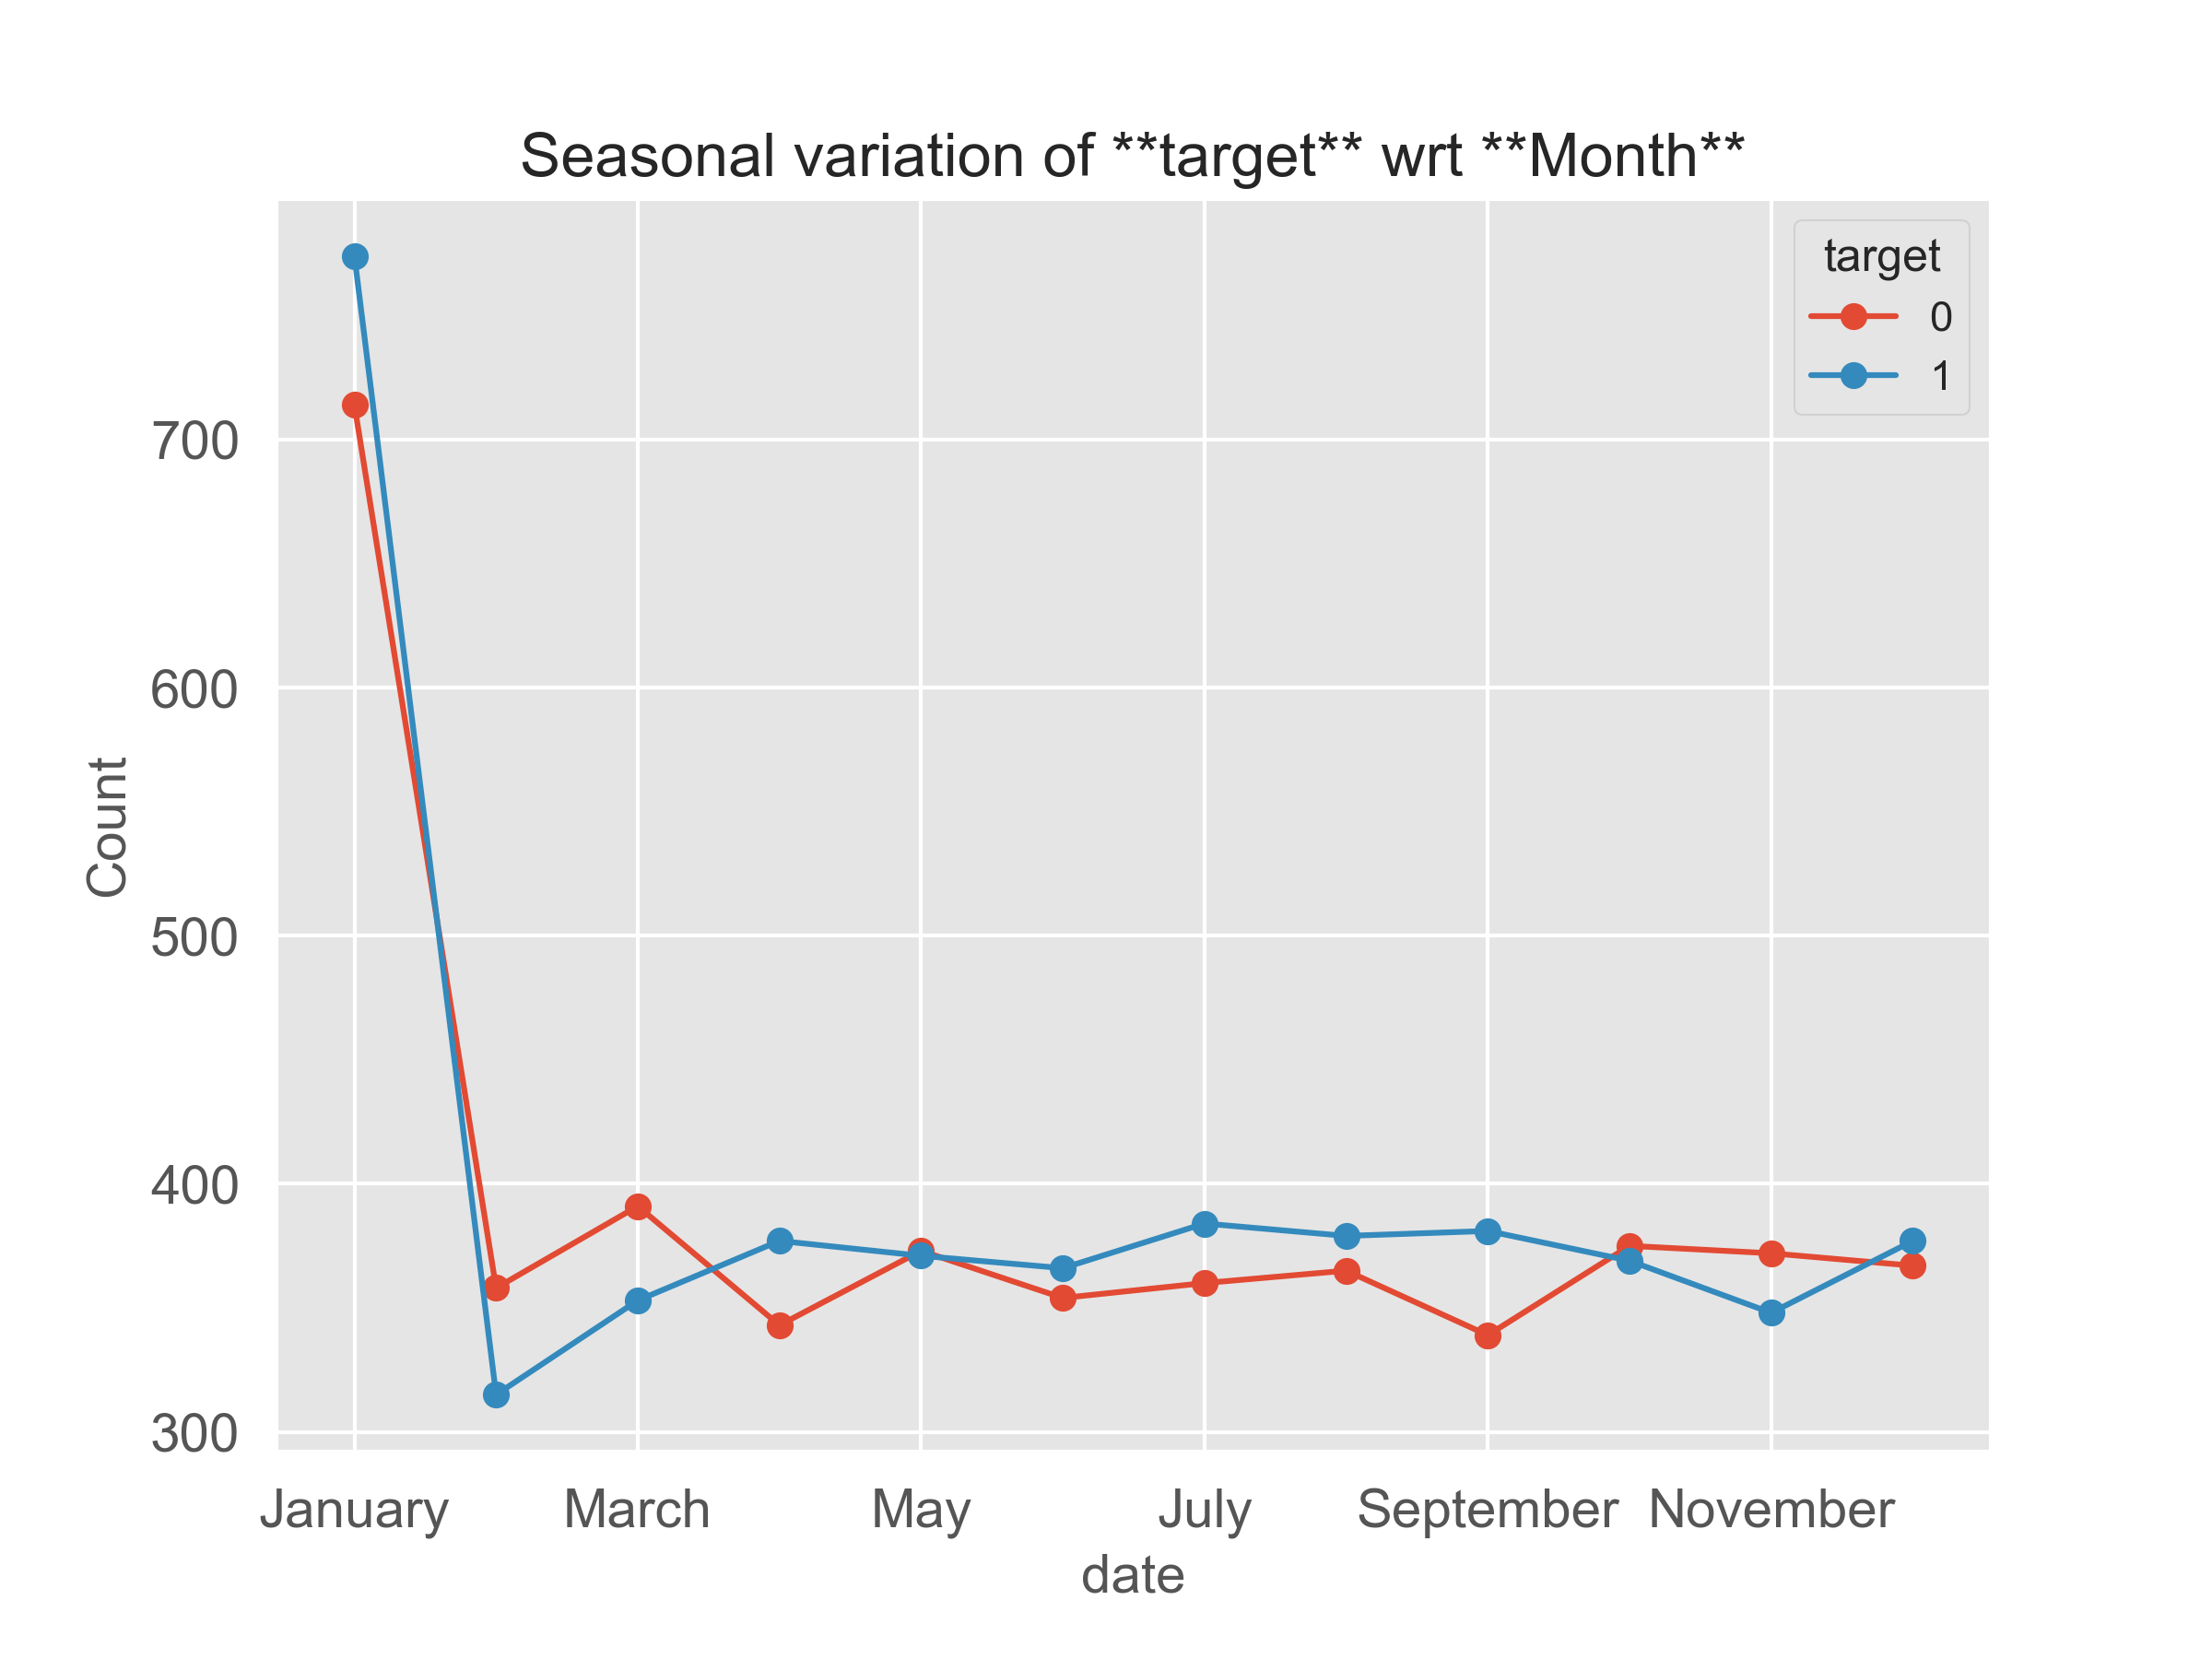 Seasonal variation of **target** wrt **Month**
target
0
1
700
600
500
400
300
Count
January March May July September November
date